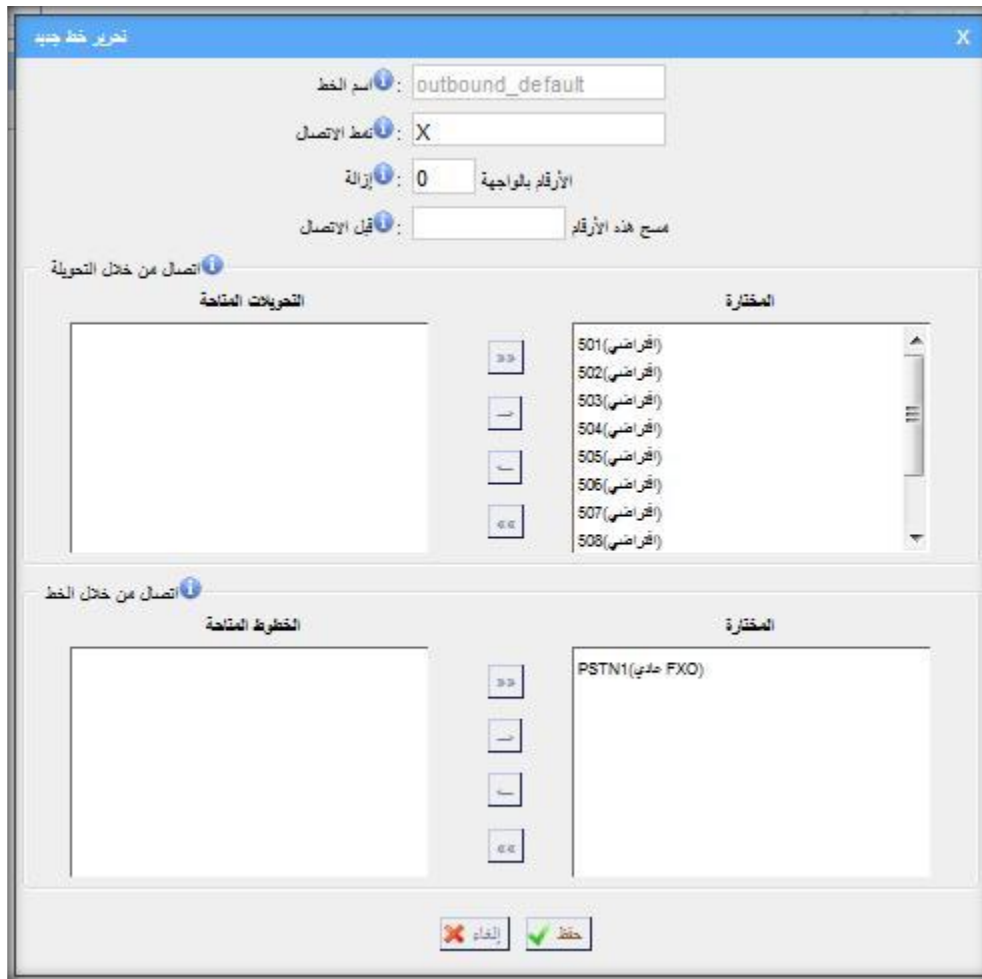 تحرير خط جديد X
اسم الخط : outbound_default
نمط الاتصال : X
إزالة : 0 الأرقام بالواجهة
قبل الاتصال : مسح هذه الأرقام
اتصال من خلال التحويلة
التحويلات المتاحة المختارة
501(افتراضي)
502(افتراضي)
503(افتراضي)
504(افتراضي)
505(افتراضي)
506(افتراضي)
507(افتراضي)
508(افتراضي)
اتصال من خلال الخط
الخطوط المتاحة المختارة
PSTN1(عادي FXO)
إلغاء حفظ